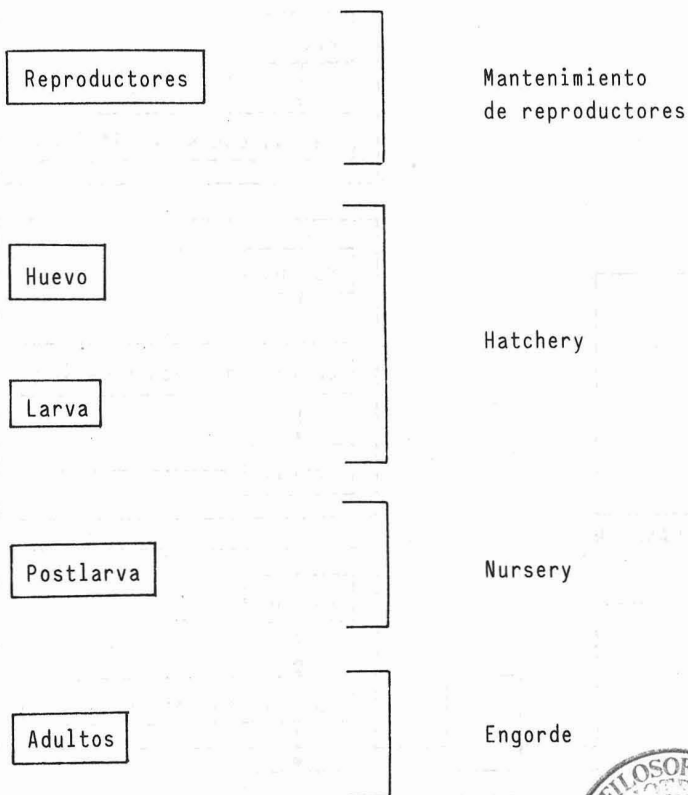 Reproductores
Mantenimiento
de reproductores
Huevo
Hatchery
Larva
Postlarva
Nursery
Adultos
Engorde